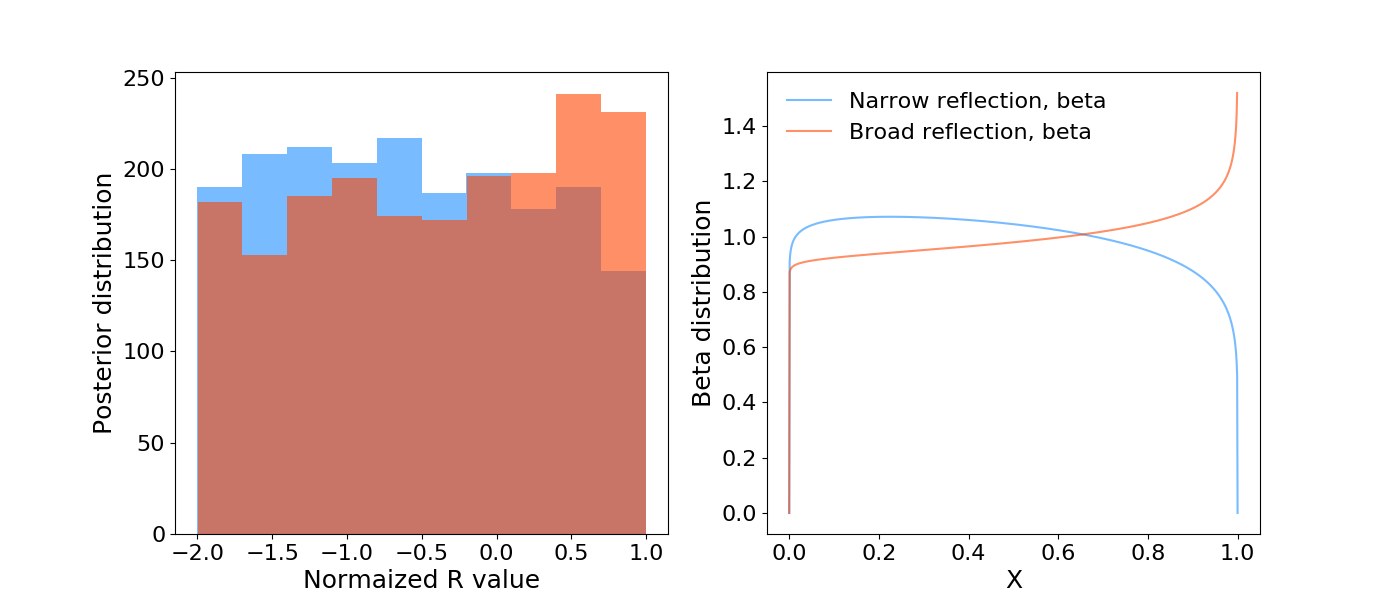 250
200
150
100
50
0
−2.0 −1.5 −1.0 −0.5 0.0 0.5 1.0
Normaized R value
Posterior distribution
Narrow reflection, beta
Broad reflection, beta
1.4
1.2
1.0
0.8
0.6
0.4
0.2
0.0
0.0 0.2 0.4 0.6 0.8 1.0
X
Beta distribution